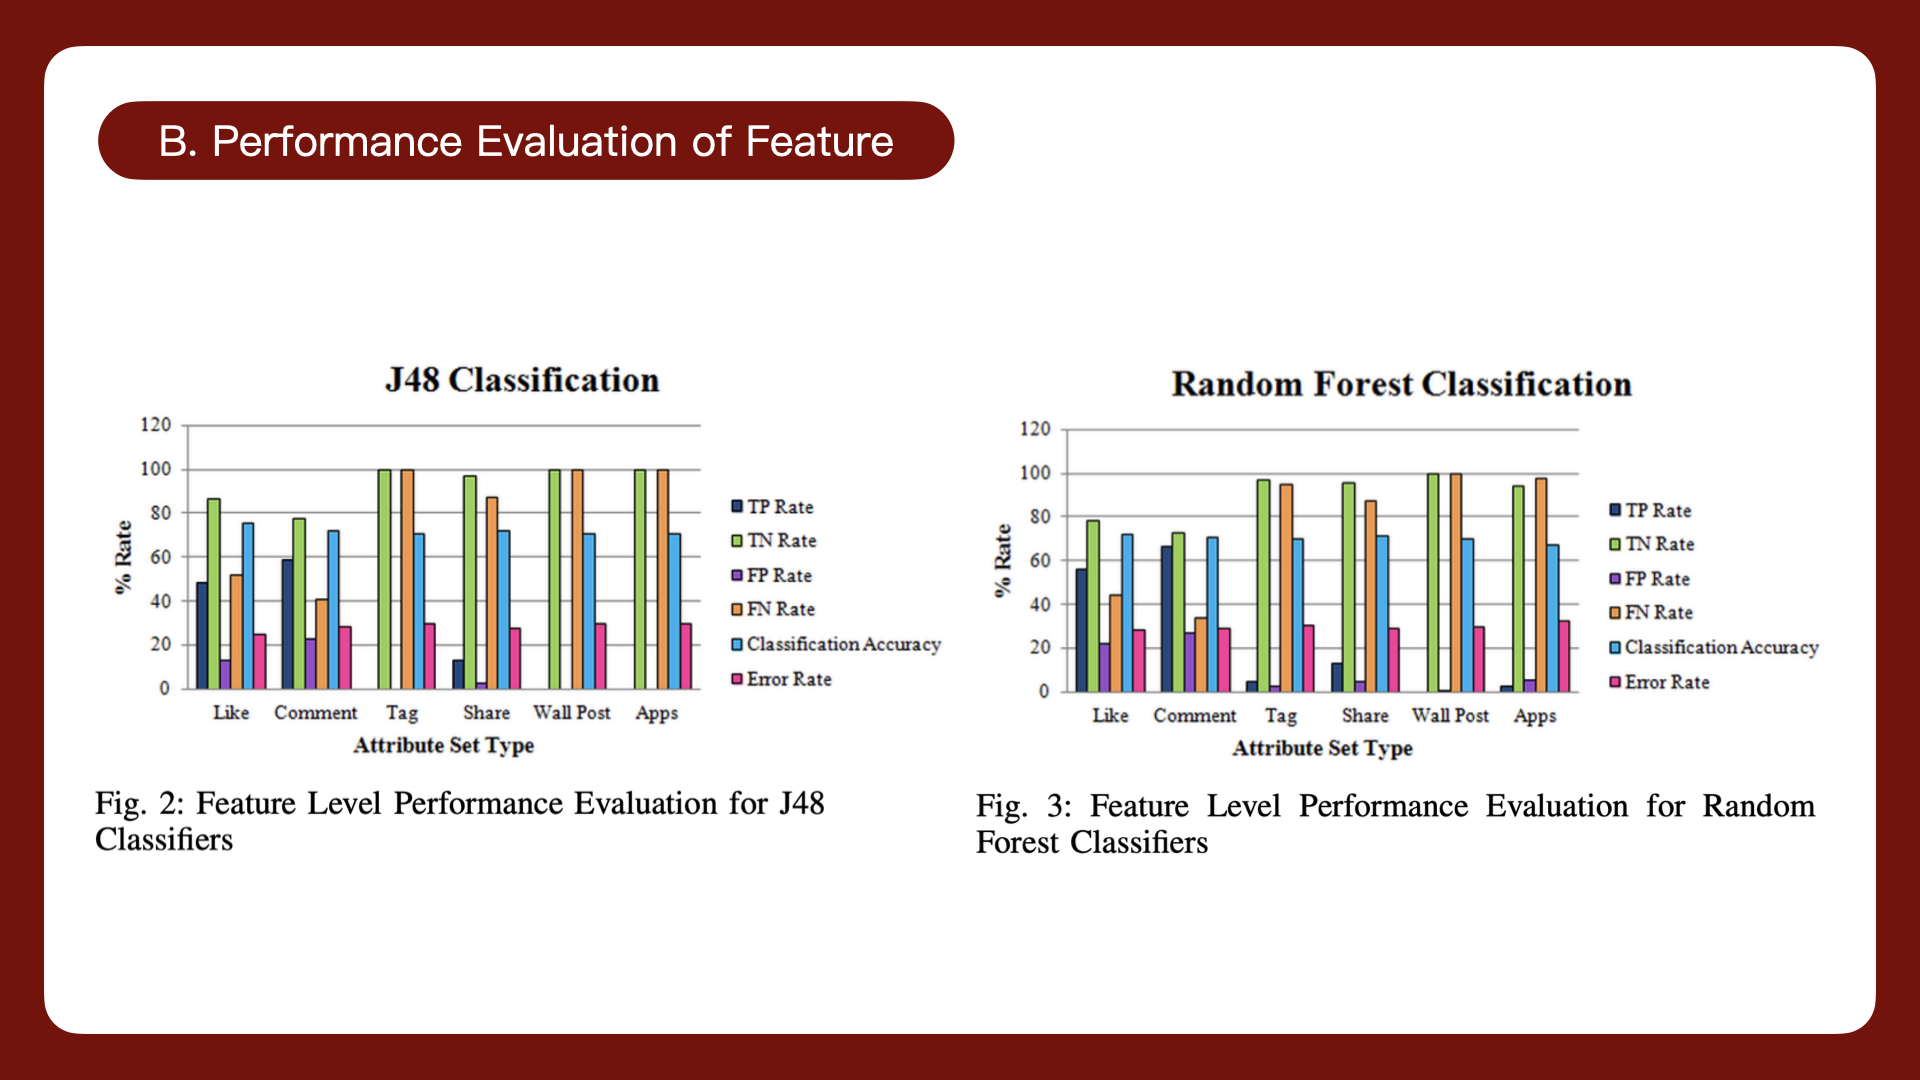 B. Performance Evaluation of Feature
J48 Classification
120
100
80
60
40
20
0
% Rate
Like Comment Tag Share Wall Post Apps
Attribute Set Type
TP Rate
TN Rate
FP Rate
FN Rate
Classification Accuracy
Error Rate
Fig. 2: Feature Level Performance Evaluation for J48
Classifiers
Random Forest Classification
120
100
80
60
40
20
0
% Rate
Like Comment Tag Share Wall Post Apps
Attribute Set Type
TP Rate
TN Rate
FP Rate
FN Rate
Classification Accuracy
Error Rate
Fig. 3: Feature Level Performance Evaluation for Random
Forest Classifiers